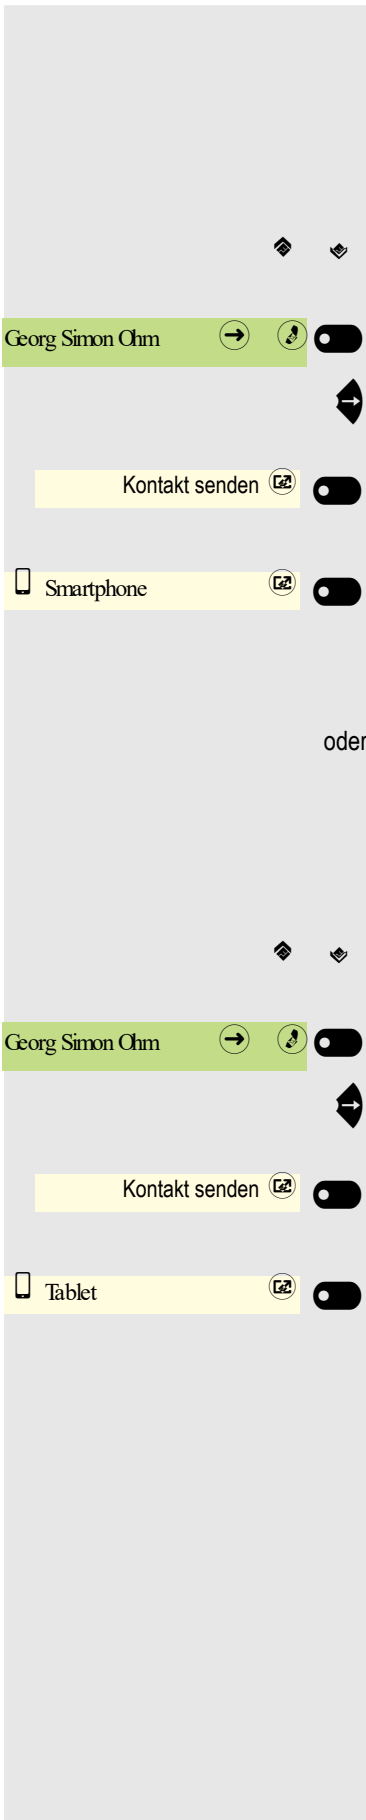 Georg Simon Ohm
Kontakt senden
Smartphone
oder
Georg Simon Ohm
Kontakt senden
Tablet